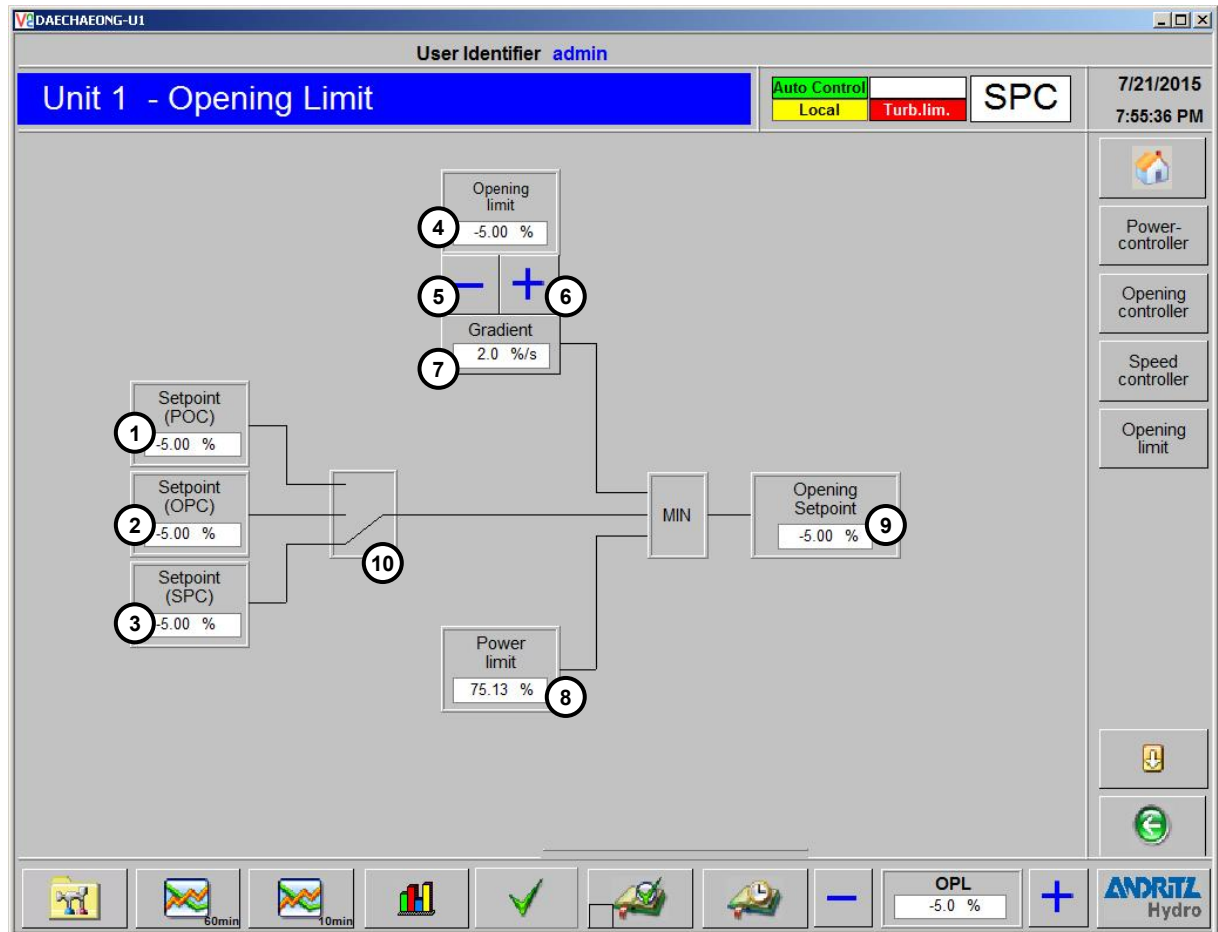 DAECHAEONG-U1
User Identifier admin
Unit 1 - Opening Limit
Auto Control
Local
Turb.lim.
SPC
7/21/2015
7:55:36 PM
Opening
limit
4
-5.00 %
5
6
Gradient
7
2.0 %/s
Setpoint
(POC)
1
-5.00 %
Setpoint
(OPC)
2
-5.00 %
Setpoint
(SPC)
3
-5.00 %
10
MIN
Opening
Setpoint
-5.00 %
9
Power
limit
75.13 %
8
Power-
controller
Opening
controller
Speed
controller
Opening
limit
60min
10min
OPL
-5.0 %
ANDRITZ
Hydro